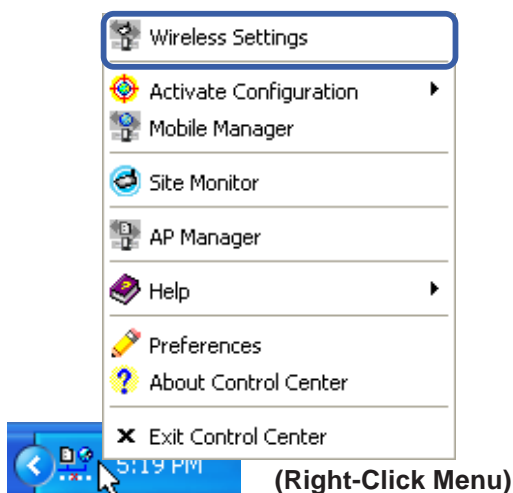 Wireless Settings
Activate Configuration
Mobile Manager
Site Monitor
AP Manager
Help
Preferences
About Control Center
Exit Control Center
5:19 PM
(Right-Click Menu)